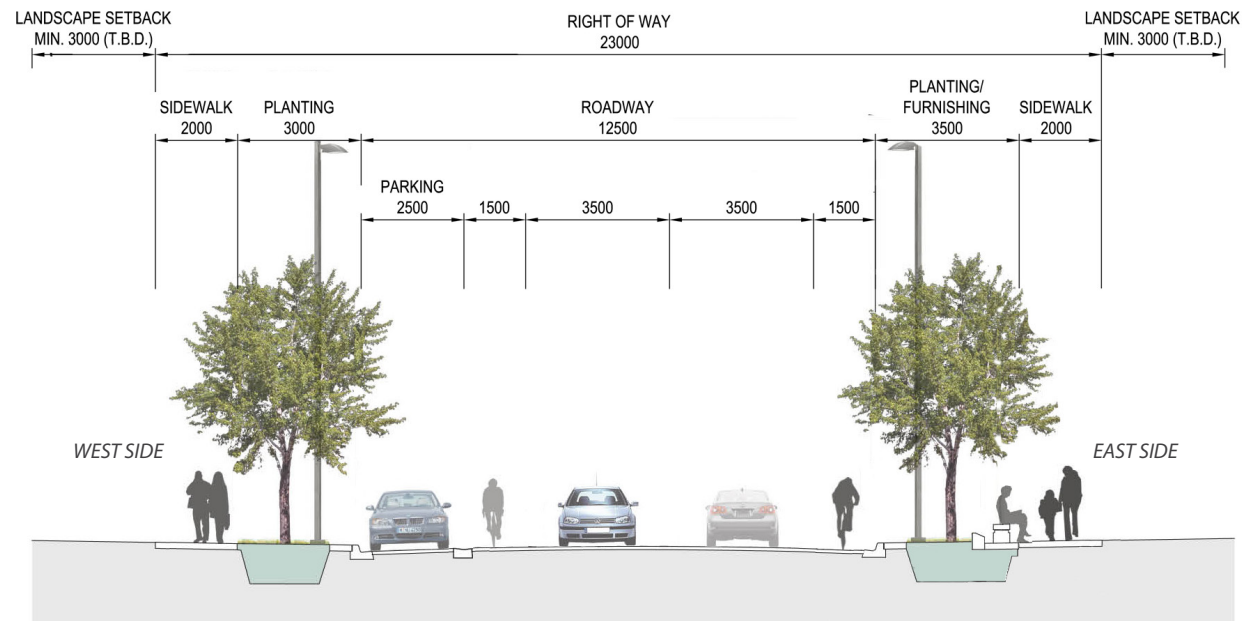 LANDSCAPE SETBACK
MIN. 3000 (T.B.D.)
RIGHT OF WAY
23000
LANDSCAPE SETBACK
MIN. 3000 (T.B.D.)
SIDEWALK
2000
PLANTING
3000
ROADWAY
12500
PLANTING/
FURNISHING
3500
SIDEWALK
2000
PARKING
2500
1500
3500
3500
1500
WEST SIDE
EAST SIDE